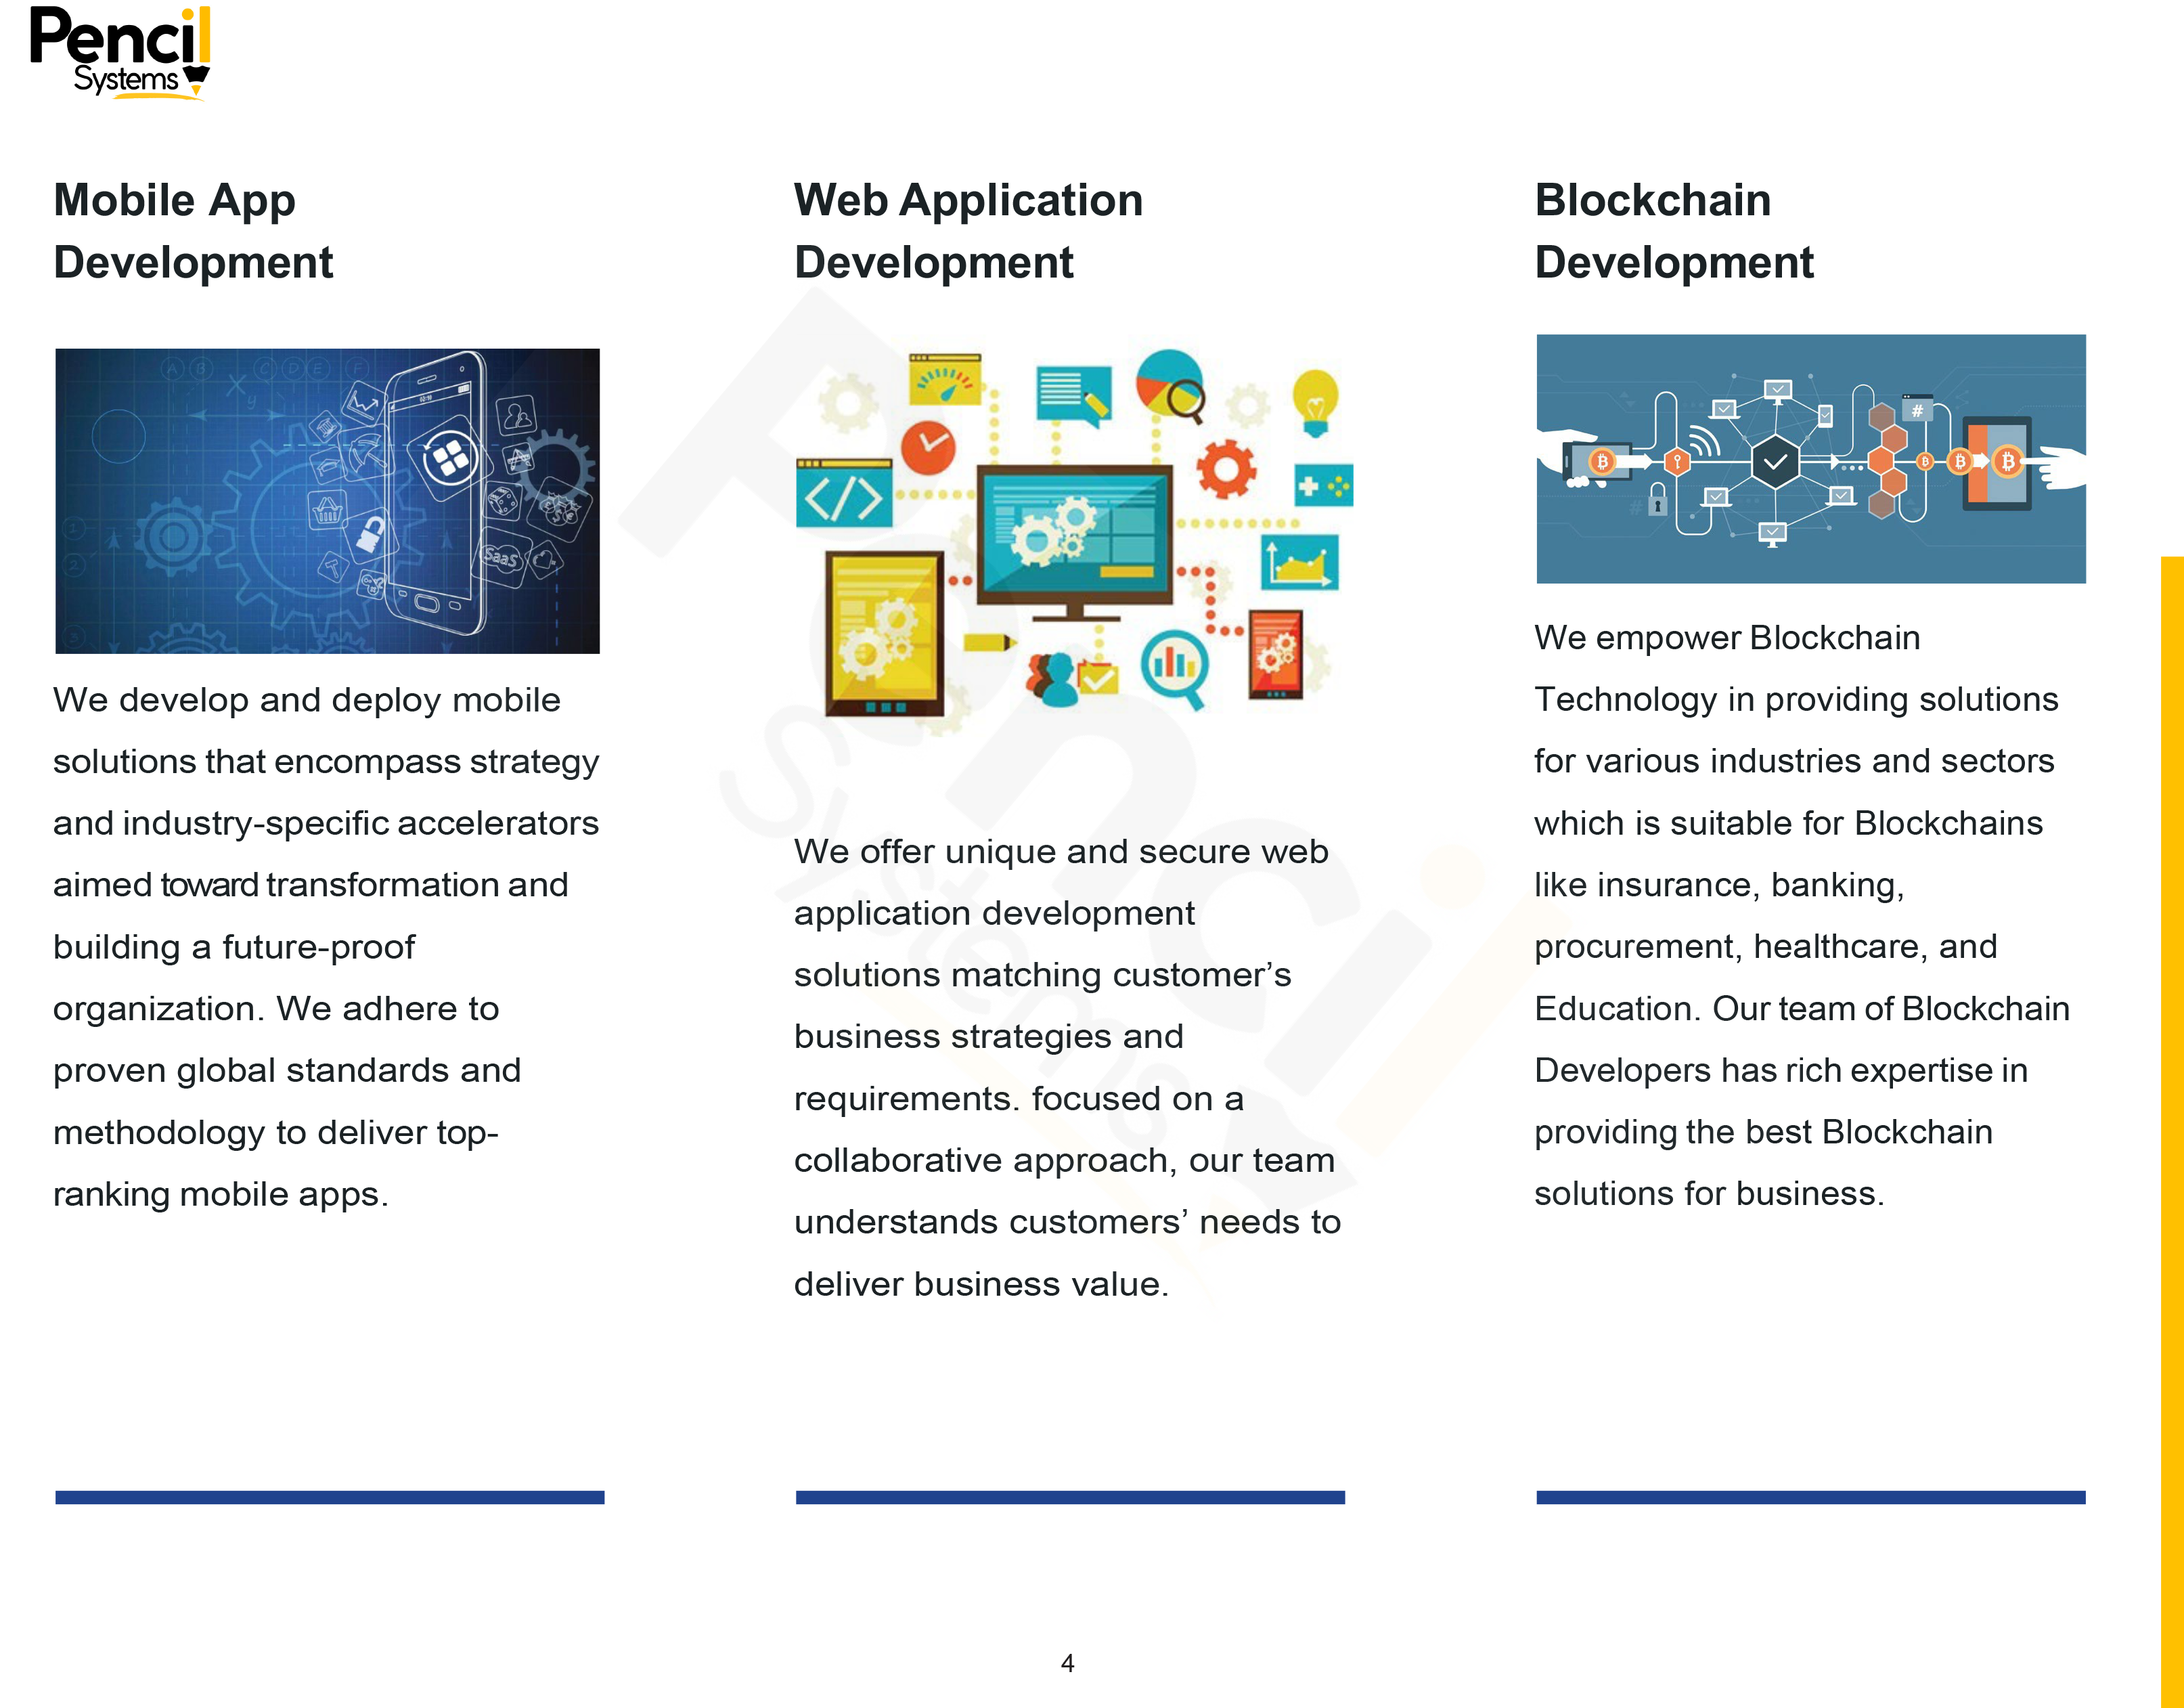 Pencil
Systems
Mobile App
Development
We develop and deploy mobile
solutions that encompass strategy
and industry-specific accelerators
aimed toward transformation and
building a future-proof
organization. We adhere to
proven global standards and
methodology to deliver top-
ranking mobile apps.
Web Application
Development
We offer unique and secure web
application development
solutions matching customer’s
business strategies and
requirements. focused on a
collaborative approach, our team
understands customers’ needs to
deliver business value.
Blockchain
Development
We empower Blockchain
Technology in providing solutions
for various industries and sectors
which is suitable for Blockchains
like insurance, banking,
procurement, healthcare, and
Education. Our team of Blockchain
Developers has rich expertise in
providing the best Blockchain
solutions for business.
SaaS
4